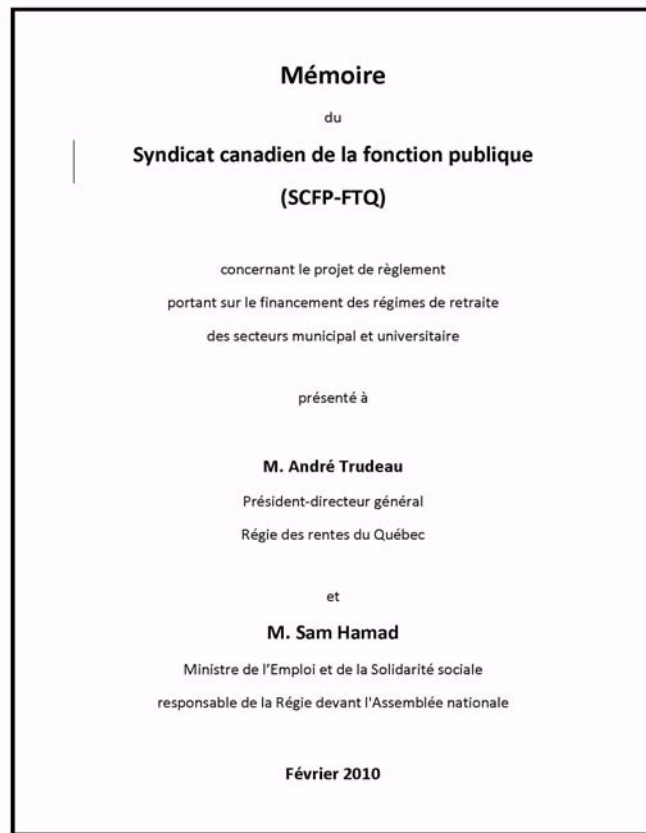 Mémoire
du
Syndicat canadien de la fonction publique
(SCFP-FTQ)
concernant le projet de règlement
portant sur le financement des régimes de retraite
des secteurs municipal et universitaire
présenté à
M. André Trudeau
Président-directeur général
Régie des rentes du Québec
et
M. Sam Hamad
Ministre de l'Emploi et de la Solidarité sociale
responsable de la Régie devant l'Assemblée nationale
Février 2010